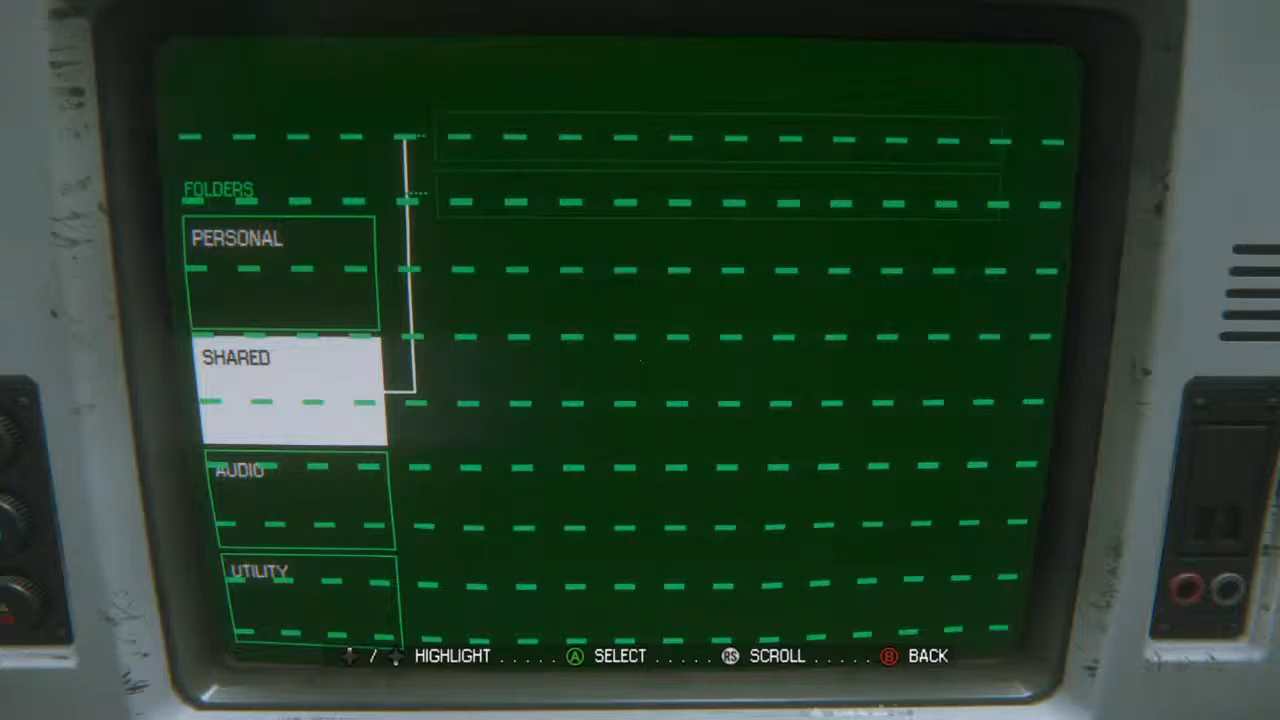 FOLDERS
PERSONAL
SHARED
AUDIO
UTILITY
/ HIGHLIGHT ..... A SELECT ..... RS SCROLL ..... B BACK